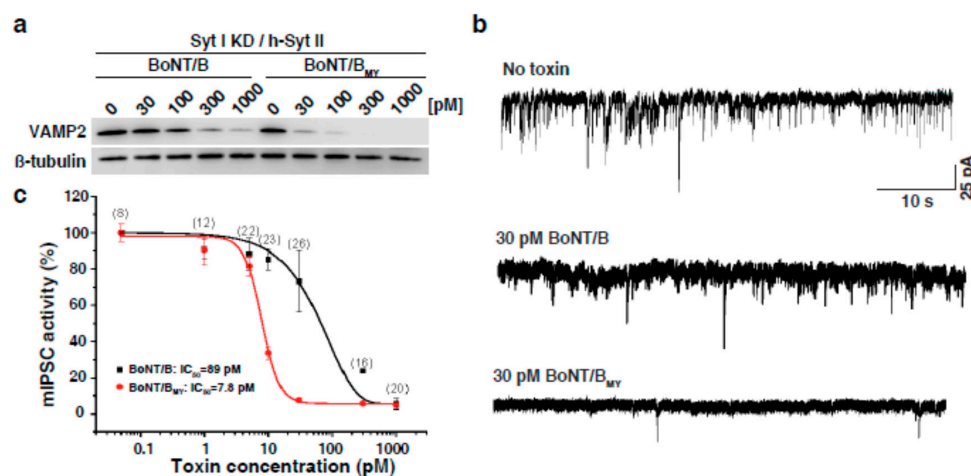 a
Syt I KD / h-Syt II
BoNT/B BoNT/B_MY
0 30 100 300 1000 0 30 100 300 1000 [pM]
VAMP2
ß-tubulin
b
No toxin
25 pA
10 s
30 pM BoNT/B
30 pM BoNT/B_MY
c
mIPSC activity (%)
120
100
80
60
40
20
0
(8)
(12)
(22)
(23)
(26)
(16)
(20)
BoNT/B: IC50=89 pM
BoNT/B_MY: IC50=7.8 pM
0.1 1 10 100 1000
Toxin concentration (pM)